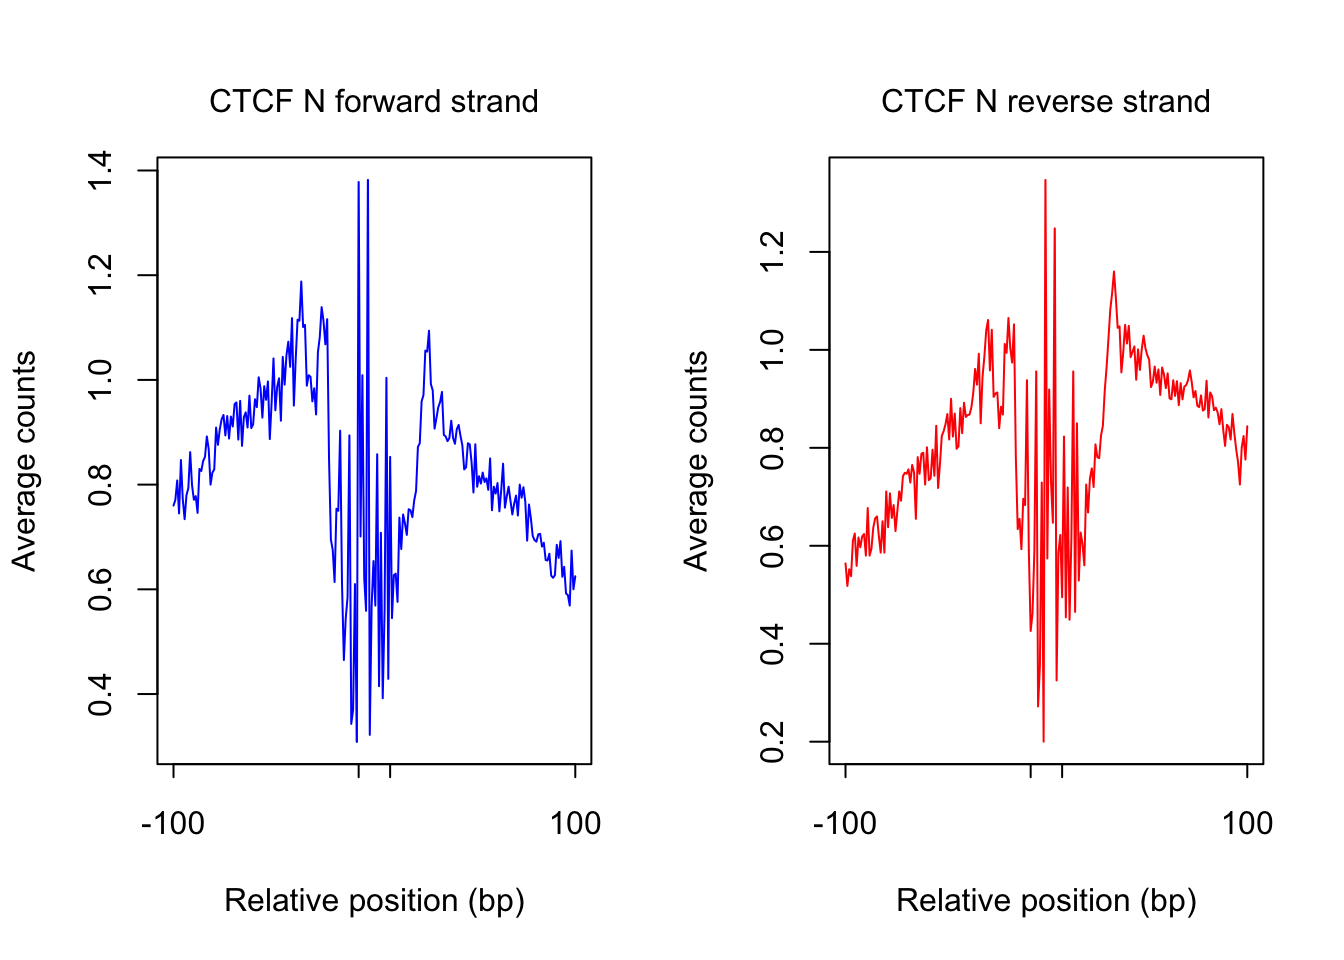 CTCF N forward strand
Average counts
1.4
1.2
1.0
0.8
0.6
0.4
-100
100
Relative position (bp)
CTCF N reverse strand
Average counts
1.2
1.0
0.8
0.6
0.4
0.2
-100
100
Relative position (bp)